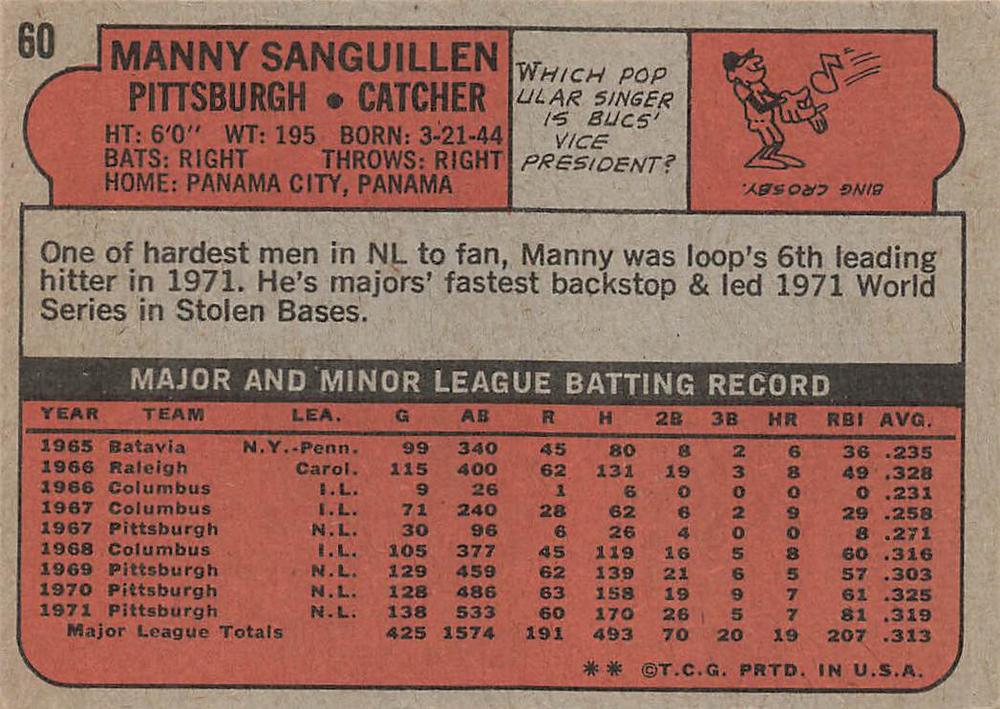 60
MANNY SANGUILLEN
PITTSBURGH • CATCHER
HT: 6'0" WT: 195 BORN: 3-21-44
BATS: RIGHT THROWS: RIGHT
HOME: PANAMA CITY, PANAMA
WHICH POP
ULAR SINGER
IS BUCS'
VICE
PRESIDENT?
BING CROSBY.
One of hardest men in NL to fan, Manny was loop's 6th leading
hitter in 1971. He's majors' fastest backstop & led 1971 World
Series in Stolen Bases.
MAJOR AND MINOR LEAGUE BATTING RECORD
YEAR TEAM LEA. G AB R H 2B 3B HR RBI AVG.
1965 Batavia N.Y.-Penn. 99 340 45 80 8 2 6 36 .235
1966 Raleigh Carol. 115 400 62 131 19 3 8 49 .328
1966 Columbus I.L. 9 26 1 6 0 0 0 0 .231
1967 Columbus I.L. 71 240 28 62 6 2 9 29 .258
1967 Pittsburgh N.L. 30 96 6 26 4 0 0 8 .271
1968 Columbus I.L. 105 377 45 119 16 5 8 60 .316
1969 Pittsburgh N.L. 129 459 62 139 21 6 5 57 .303
1970 Pittsburgh N.L. 128 486 63 158 19 9 7 61 .325
1971 Pittsburgh N.L. 138 533 60 170 26 5 7 81 .319
Major League Totals 425 1574 191 493 70 20 19 207 .313
** ©T.C.G. PRTD. IN U.S.A.